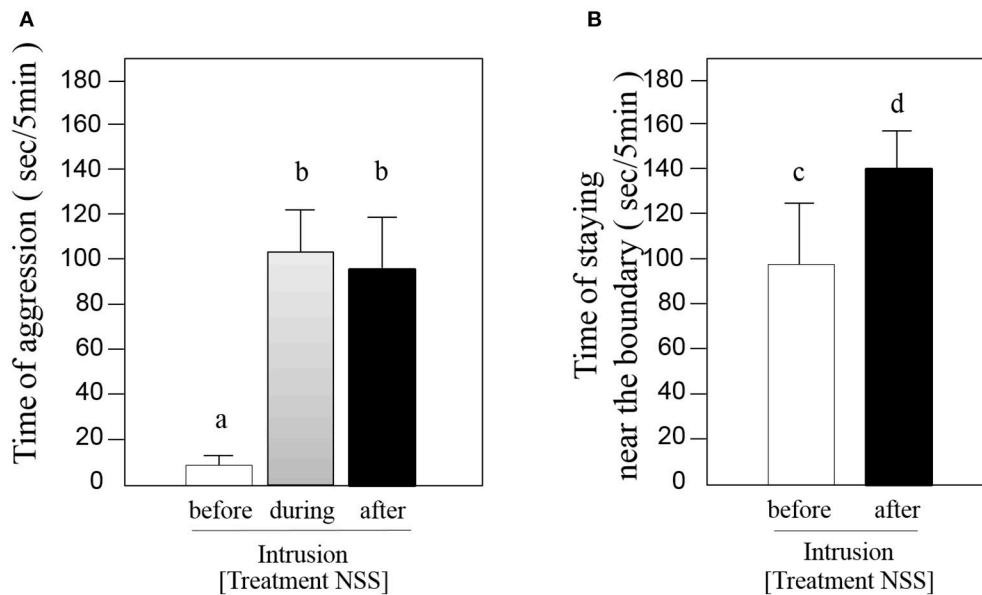 A
Time of aggression ( sec/5min )
180
160
140
120
100
80
60
40
20
0
a
b
b
before during after
Intrusion
[Treatment NSS]
B
Time of staying
near the boundary ( sec/5min )
180
160
140
120
100
80
60
40
20
0
c
d
before after
Intrusion
[Treatment NSS]